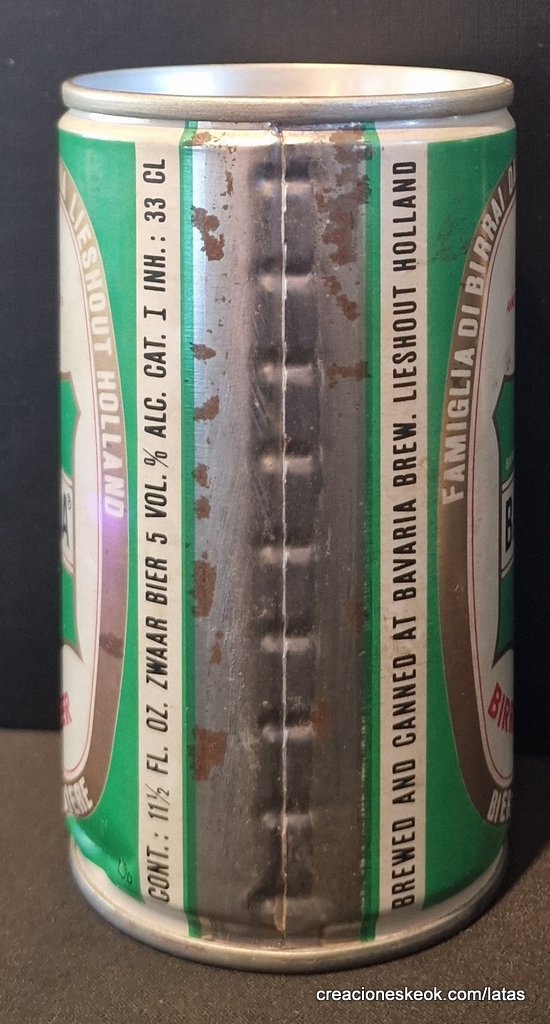 LIESHOUT HOLLAND
CONT.: 11½ FL. OZ. ZWAAR BIER 5 VOL. % ALC. CAT. I INH.: 33 CL
BREWED AND CANNED AT BAVARIA BREW. LIESHOUT HOLLAND
FAMIGLIA DI BIRRAI
creacioneskeok.com/latas